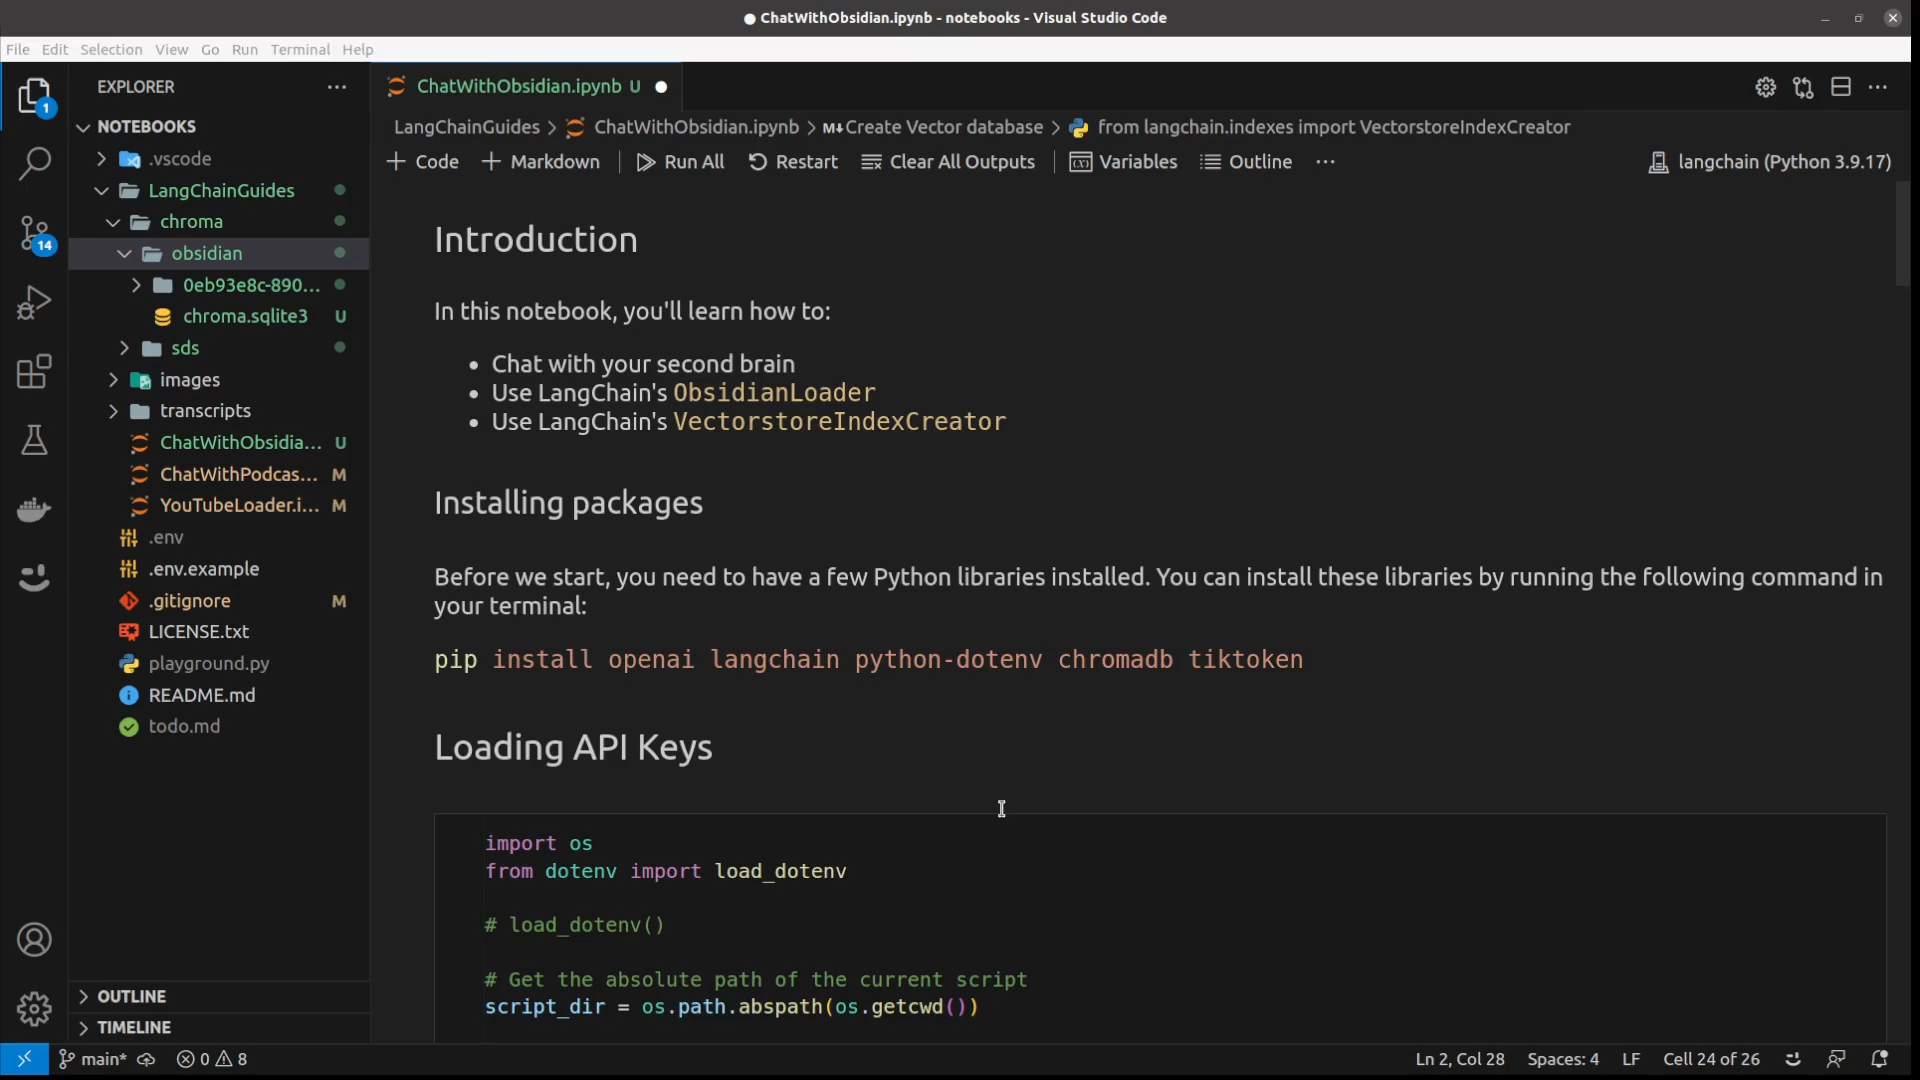 ● ChatWithObsidian.ipynb - notebooks - Visual Studio Code
File Edit Selection View Go Run Terminal Help
EXPLORER
ChatWithObsidian.ipynb U
1
NOTEBOOKS
LangChainGuides > ChatWithObsidian.ipynb > M↓Create Vector database > from langchain.indexes import VectorstoreIndexCreator
.vscode
+ Code + Markdown Run All Restart Clear All Outputs Variables Outline ··· langchain (Python 3.9.17)
LangChainGuides
chroma
14
obsidian
0eb93e8c-890...
chroma.sqlite3 U
sds
images
transcripts
ChatWithObsidia... U
ChatWithPodcas... M
YouTubeLoader.i... M
.env
.env.example
.gitignore M
LICENSE.txt
playground.py
README.md
todo.md
OUTLINE
TIMELINE
Introduction
In this notebook, you'll learn how to:
• Chat with your second brain
• Use LangChain's ObsidianLoader
• Use LangChain's VectorstoreIndexCreator
Installing packages
Before we start, you need to have a few Python libraries installed. You can install these libraries by running the following command in
your terminal:
pip install openai langchain python-dotenv chromadb tiktoken
Loading API Keys
import os
from dotenv import load_dotenv
# load_dotenv()
# Get the absolute path of the current script
script_dir = os.path.abspath(os.getcwd())
main* 0 8 Ln 2, Col 28 Spaces: 4 LF Cell 24 of 26